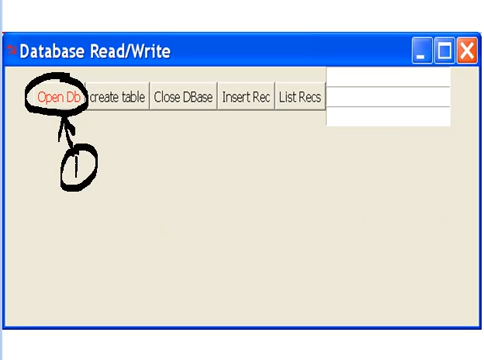 Database Read/Write
Open Db create table Close DBase Insert Rec List Recs
1